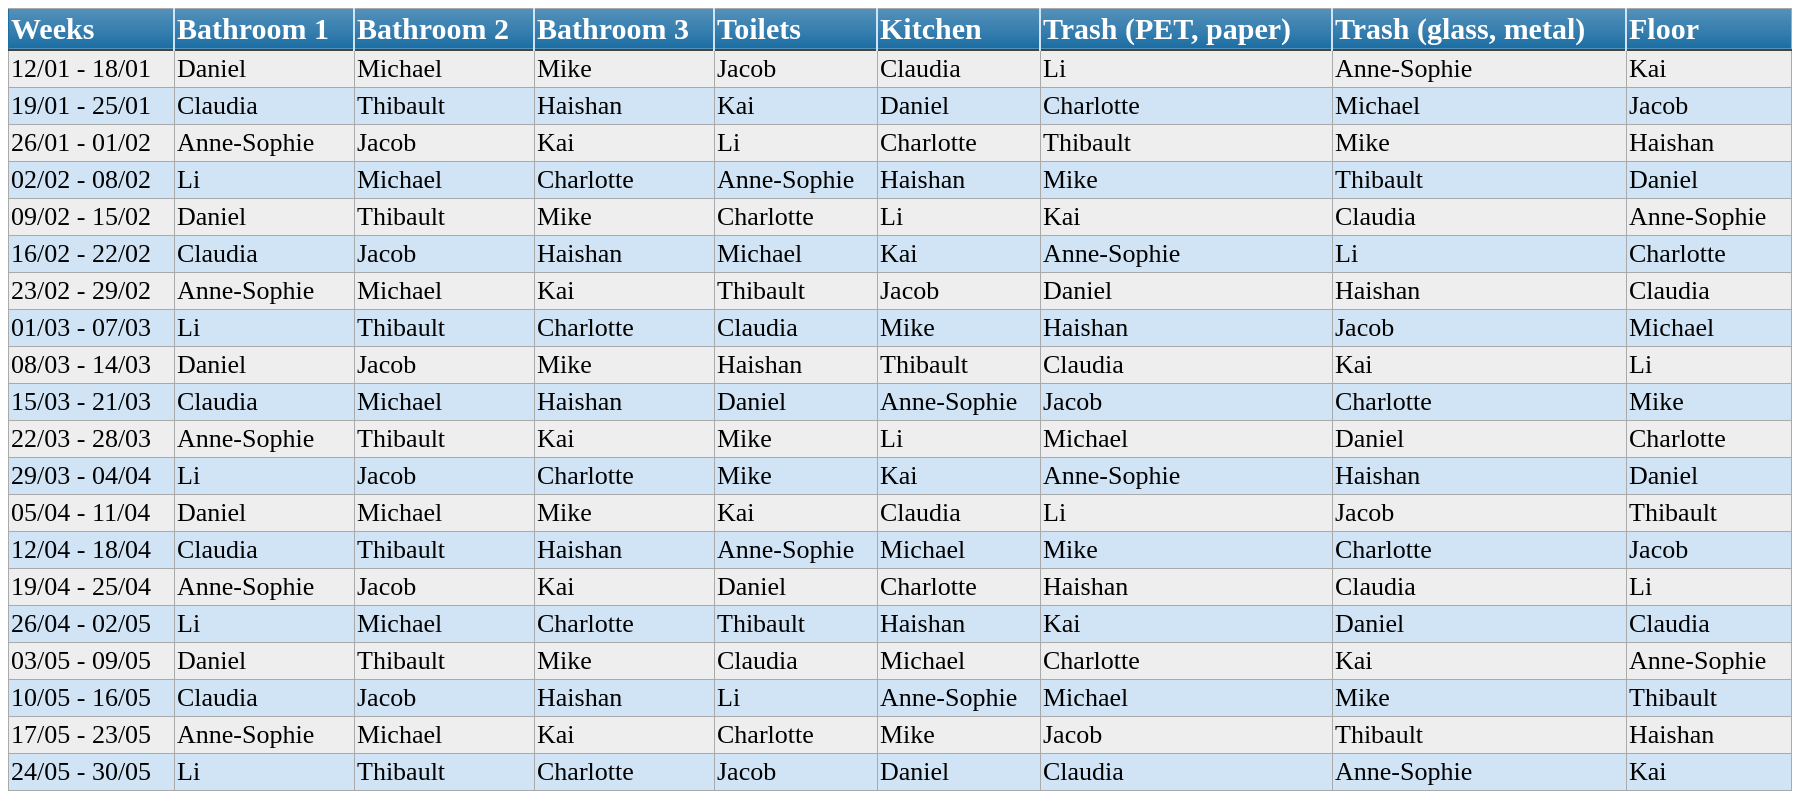 Weeks Bathroom 1 Bathroom 2 Bathroom 3 Toilets Kitchen Trash (PET, paper) Trash (glass, metal) Floor
12/01 - 18/01 Daniel Michael Mike Jacob Claudia Li Anne-Sophie Kai
19/01 - 25/01 Claudia Thibault Haishan Kai Daniel Charlotte Michael Jacob
26/01 - 01/02 Anne-Sophie Jacob Kai Li Charlotte Thibault Mike Haishan
02/02 - 08/02 Li Michael Charlotte Anne-Sophie Haishan Mike Thibault Daniel
09/02 - 15/02 Daniel Thibault Mike Charlotte Li Kai Claudia Anne-Sophie
16/02 - 22/02 Claudia Jacob Haishan Michael Kai Anne-Sophie Li Charlotte
23/02 - 29/02 Anne-Sophie Michael Kai Thibault Jacob Daniel Haishan Claudia
01/03 - 07/03 Li Thibault Charlotte Claudia Mike Haishan Jacob Michael
08/03 - 14/03 Daniel Jacob Mike Haishan Thibault Claudia Kai Li
15/03 - 21/03 Claudia Michael Haishan Daniel Anne-Sophie Jacob Charlotte Mike
22/03 - 28/03 Anne-Sophie Thibault Kai Mike Li Michael Daniel Charlotte
29/03 - 04/04 Li Jacob Charlotte Mike Kai Anne-Sophie Haishan Daniel
05/04 - 11/04 Daniel Michael Mike Kai Claudia Li Jacob Thibault
12/04 - 18/04 Claudia Thibault Haishan Anne-Sophie Michael Mike Charlotte Jacob
19/04 - 25/04 Anne-Sophie Jacob Kai Daniel Charlotte Haishan Claudia Li
26/04 - 02/05 Li Michael Charlotte Thibault Haishan Kai Daniel Claudia
03/05 - 09/05 Daniel Thibault Mike Claudia Michael Charlotte Kai Anne-Sophie
10/05 - 16/05 Claudia Jacob Haishan Li Anne-Sophie Michael Mike Thibault
17/05 - 23/05 Anne-Sophie Michael Kai Charlotte Mike Jacob Thibault Haishan
24/05 - 30/05 Li Thibault Charlotte Jacob Daniel Claudia Anne-Sophie Kai